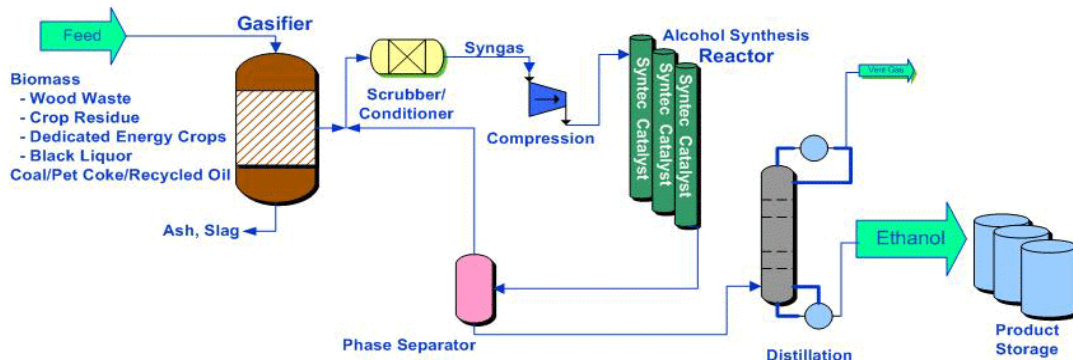 Feed
Gasifier
Biomass
- Wood Waste
- Crop Residue
- Dedicated Energy Crops
- Black Liquor
Coal/Pet Coke/Recycled Oil
Ash, Slag
Scrubber/
Conditioner
Syngas
Compression
Alcohol Synthesis
Reactor
Syntec Catalyst
Syntec Catalyst
Syntec Catalyst
Vent Gas
Phase Separator
Distillation
Ethanol
Product
Storage